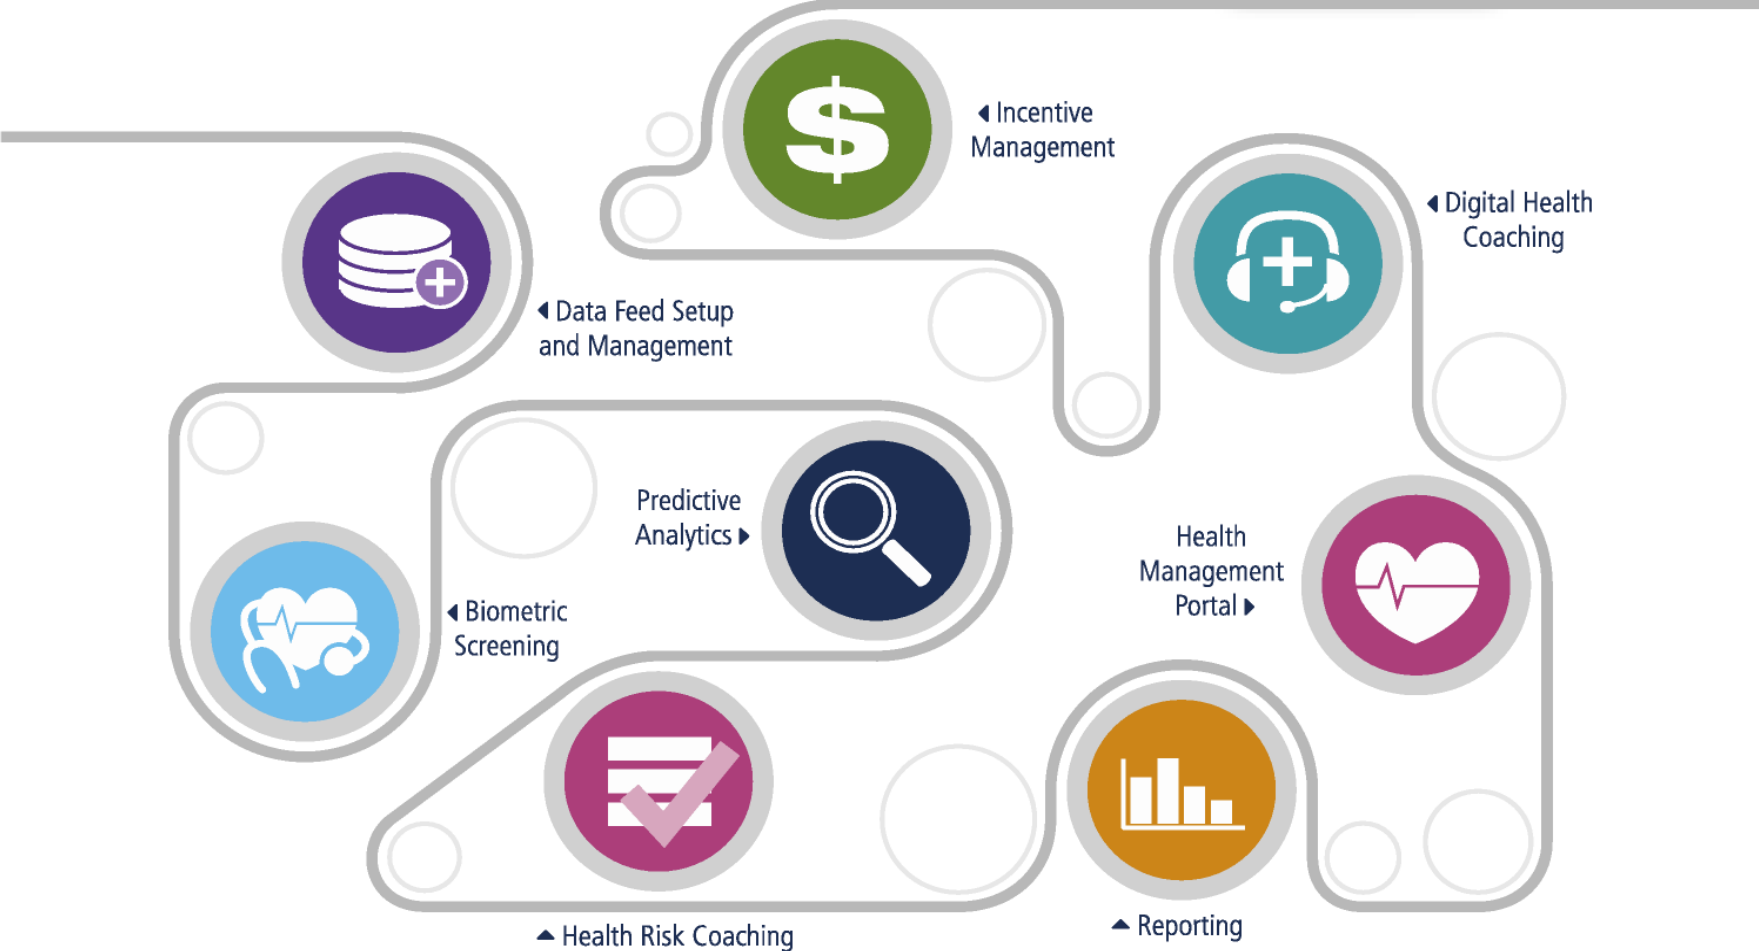 Incentive
Management
Digital Health
Coaching
Data Feed Setup
and Management
Predictive
Analytics
Health
Management
Portal
Biometric
Screening
Reporting
Health Risk Coaching